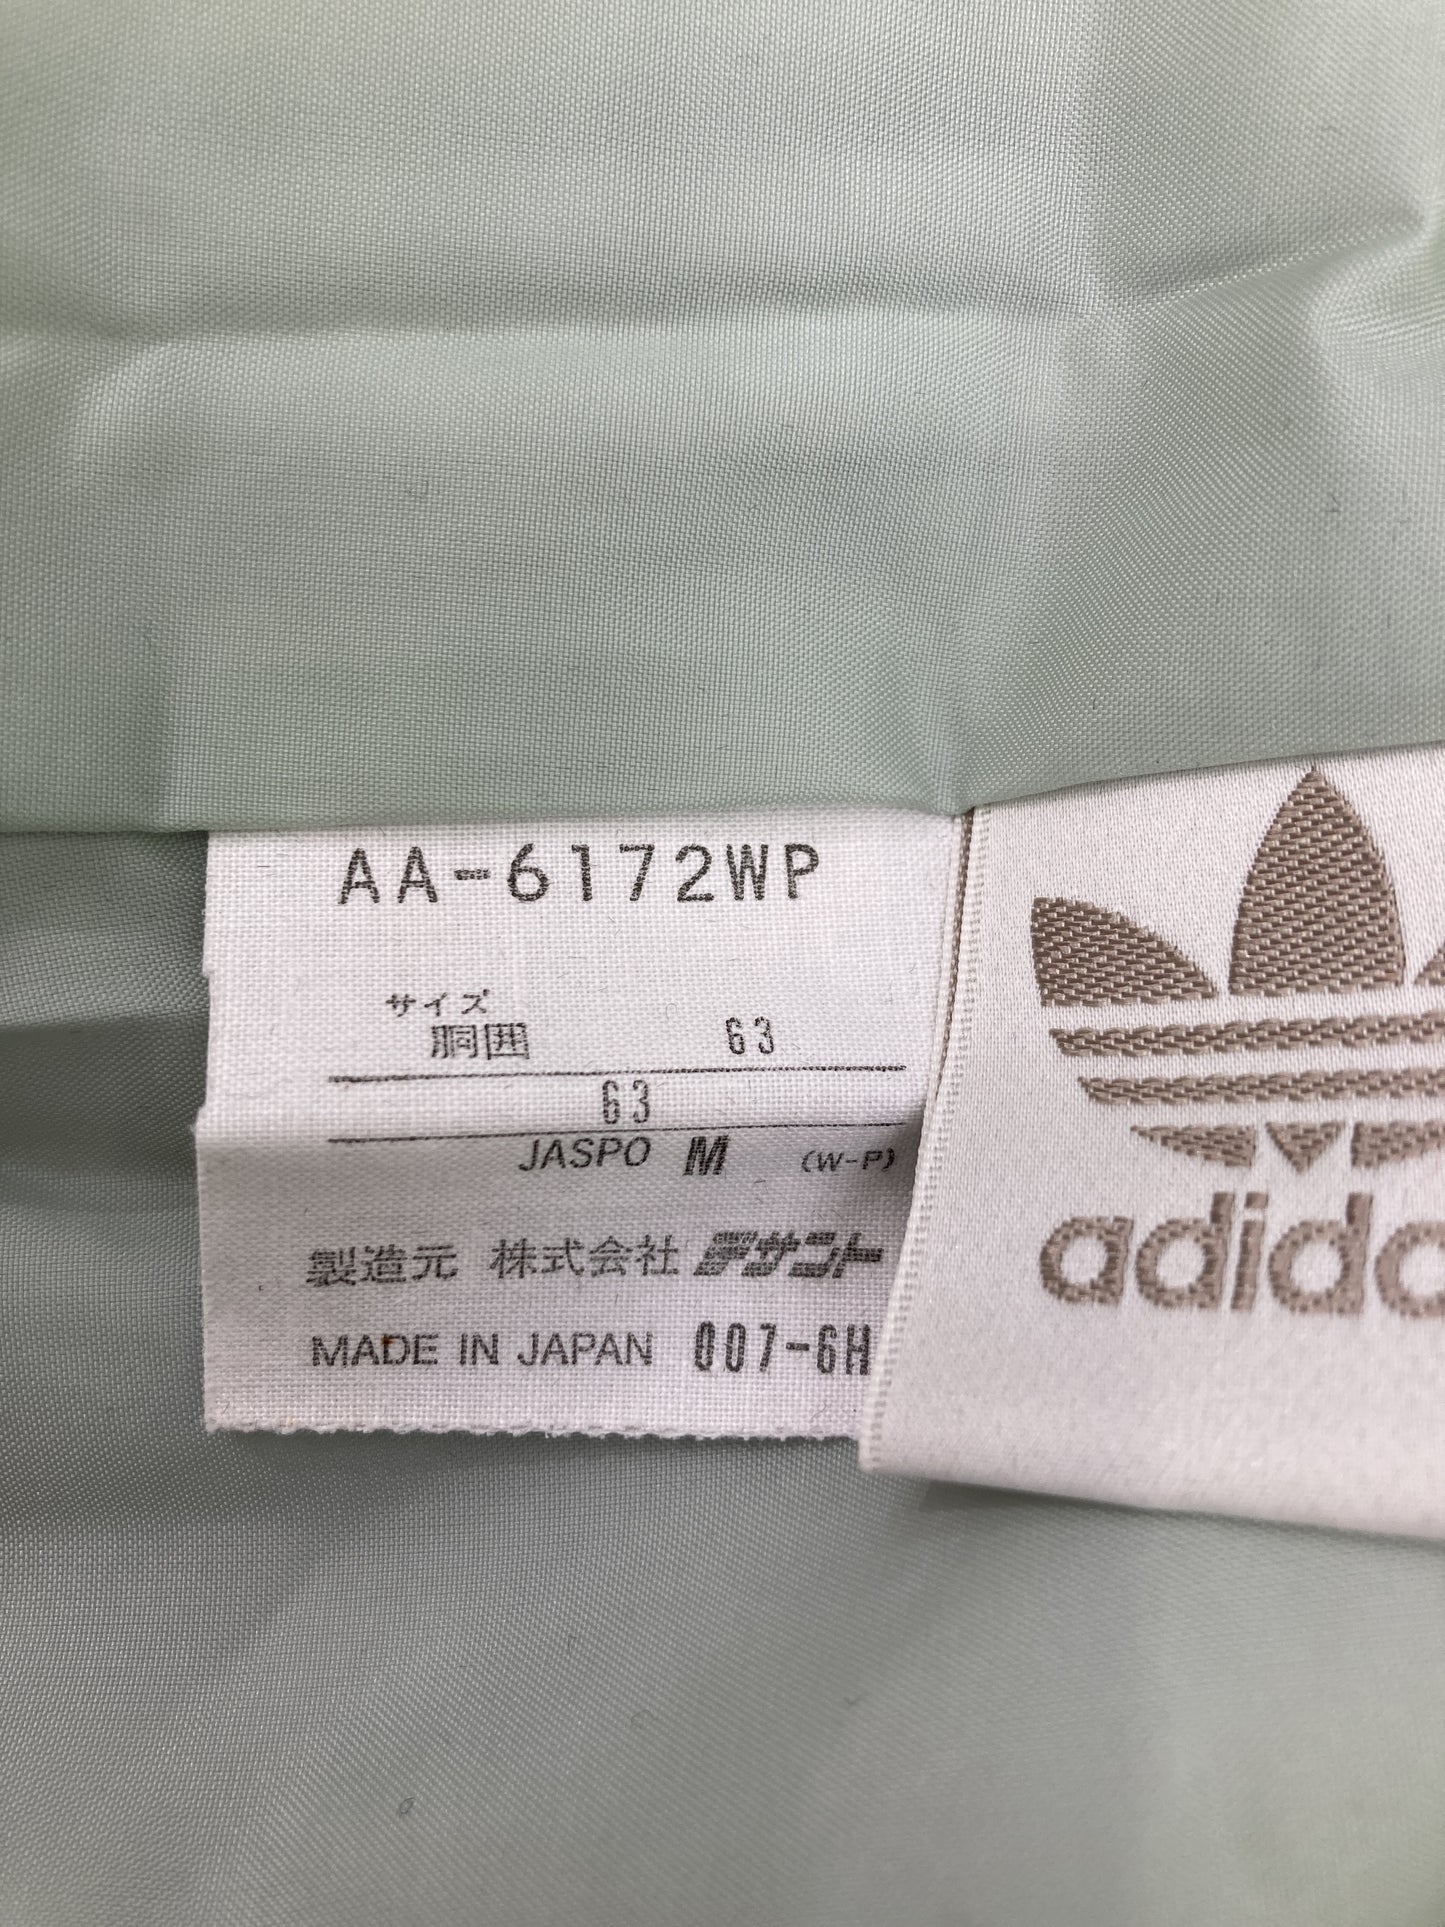 AA-6172WP
サイズ
胴囲 63
63
JASPO M (W-P)
製造元 株式会社 デサント
MADE IN JAPAN 007-6H
adida